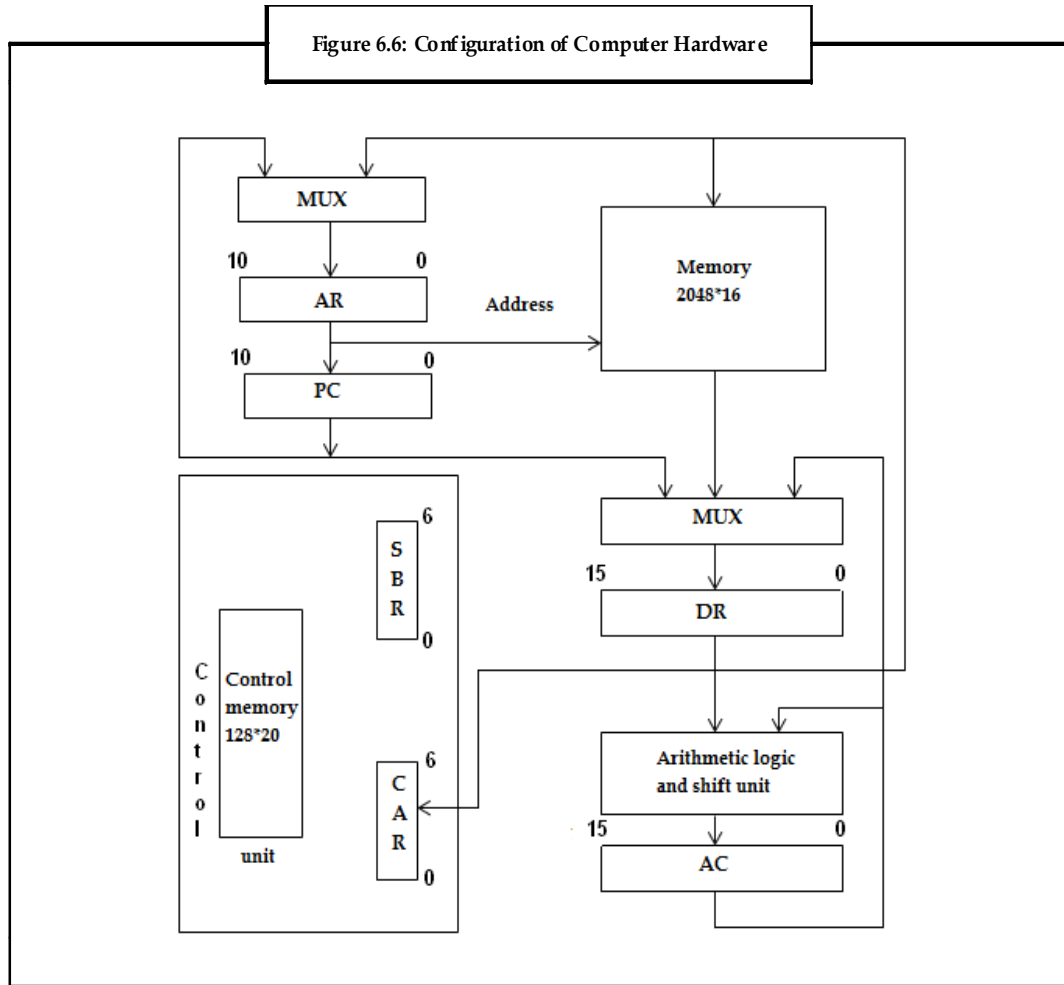 Figure 6.6: Configuration of Computer Hardware
MUX
10 0
AR
Address
Memory
2048*16
10 0
PC
MUX
15 0
DR
6
S
B
R
0
C
o
n
t
r
o
l
Control
memory
128*20
unit
6
C
A
R
0
Arithmetic logic
and shift unit
15 0
AC